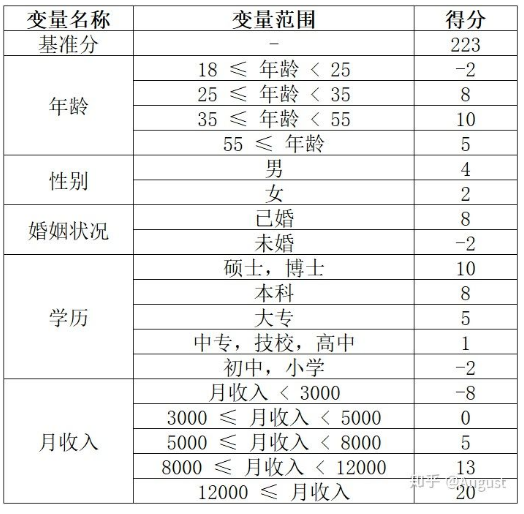 变量名称 变量范围 得分
基准分 - 223
年龄 18 ≤ 年龄 < 25 -2
25 ≤ 年龄 < 35 8
35 ≤ 年龄 < 55 10
55 ≤ 年龄 5
性别 男 4
女 2
婚姻状况 已婚 8
未婚 -2
学历 硕士，博士 10
本科 8
大专 5
中专，技校，高中 1
初中，小学 -2
月收入 月收入 < 3000 -8
3000 ≤ 月收入 < 5000 0
5000 ≤ 月收入 < 8000 5
8000 ≤ 月收入 < 12000 13
12000 ≤ 月收入 20
知乎 @August